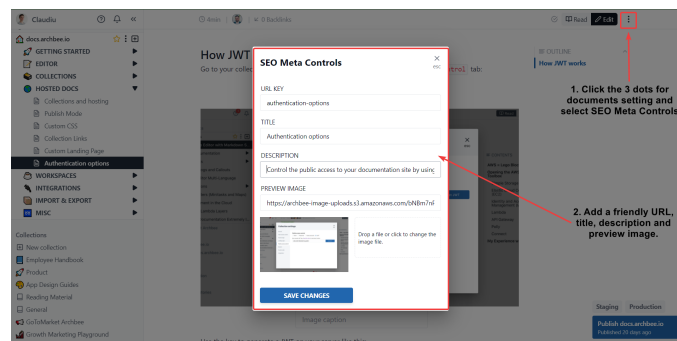 Claudiu
4min
0 Backlinks
Read
Edit
docs.archbee.io
GETTING STARTED
EDITOR
COLLECTIONS
HOSTED DOCS
Collections and hosting
Publish Mode
Custom CSS
Collection Links
Custom Landing Page
Authentication options
WORKSPACES
INTEGRATIONS
IMPORT & EXPORT
MISC
Collections
New collection
Employee Handbook
Product
App Design Guides
Reading Material
General
GoToMarket Archbee
Growth Marketing Playground
How JWT
Go to your collec
trol tab:
SEO Meta Controls
esc
URL KEY
authentication-options
TITLE
Authentication options
DESCRIPTION
Control the public access to your documentation site by using
PREVIEW IMAGE
https://archbee-image-uploads.s3.amazonaws.com/bNB8m7nF
Drop a file or click to change the
image file.
SAVE CHANGES
Image caption
OUTLINE
How JWT works
1. Click the 3 dots for
documents setting and
select SEO Meta Controls
2. Add a friendly URL,
title, description and
preview image.
Staging
Production
Publish docs.archbee.io
Published 20 days ago